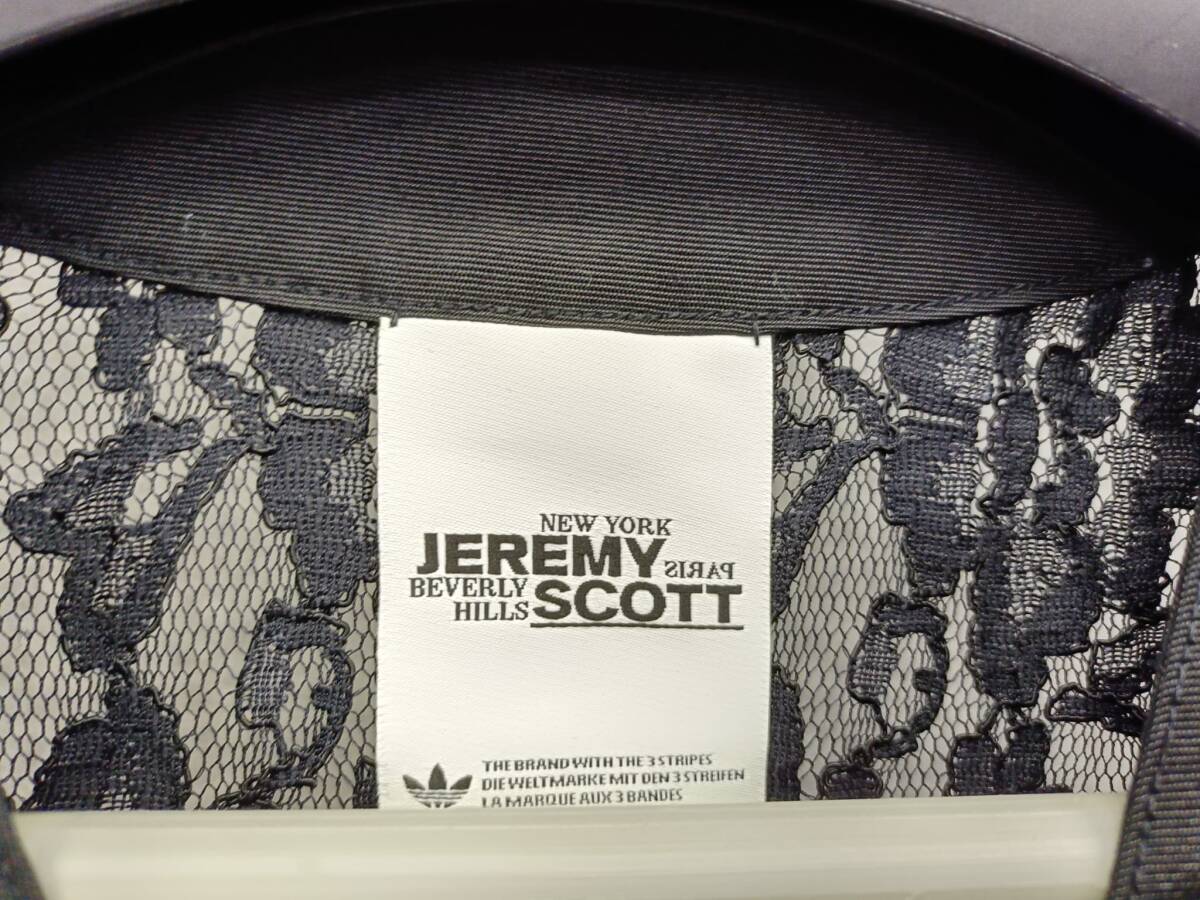 NEW YORK
JEREMY PARIS
BEVERLY
HILLS SCOTT
THE BRAND WITH THE 3 STRIPES
DIE WELTMARKE MIT DEN 3 STREIFEN
LA MARQUE AUX 3 BANDES